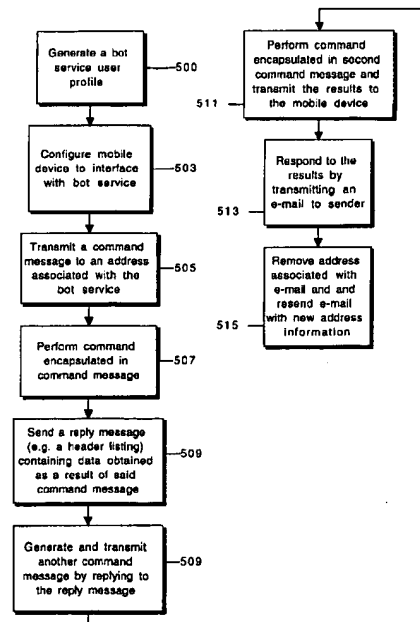 Generate a bot
service user
profile
500
Configure mobile
device to interface
with bot service
503
Transmit a command
message to an address
associated with the
bot service
505
Perform command
encapsulated in
command message
507
Send a reply message
(e.g. a header listing)
containing data obtained
as a result of said
command message
509
Generate and transmit
another command
message by replying to
the reply message
509
Perform command
encapsulated in second
command message and
transmit the results to
the mobile device
511
Respond to the
results by
transmitting an
e-mail to sender
513
Remove address
associated with
e-mail and and
resend e-mail
with new address
information
515